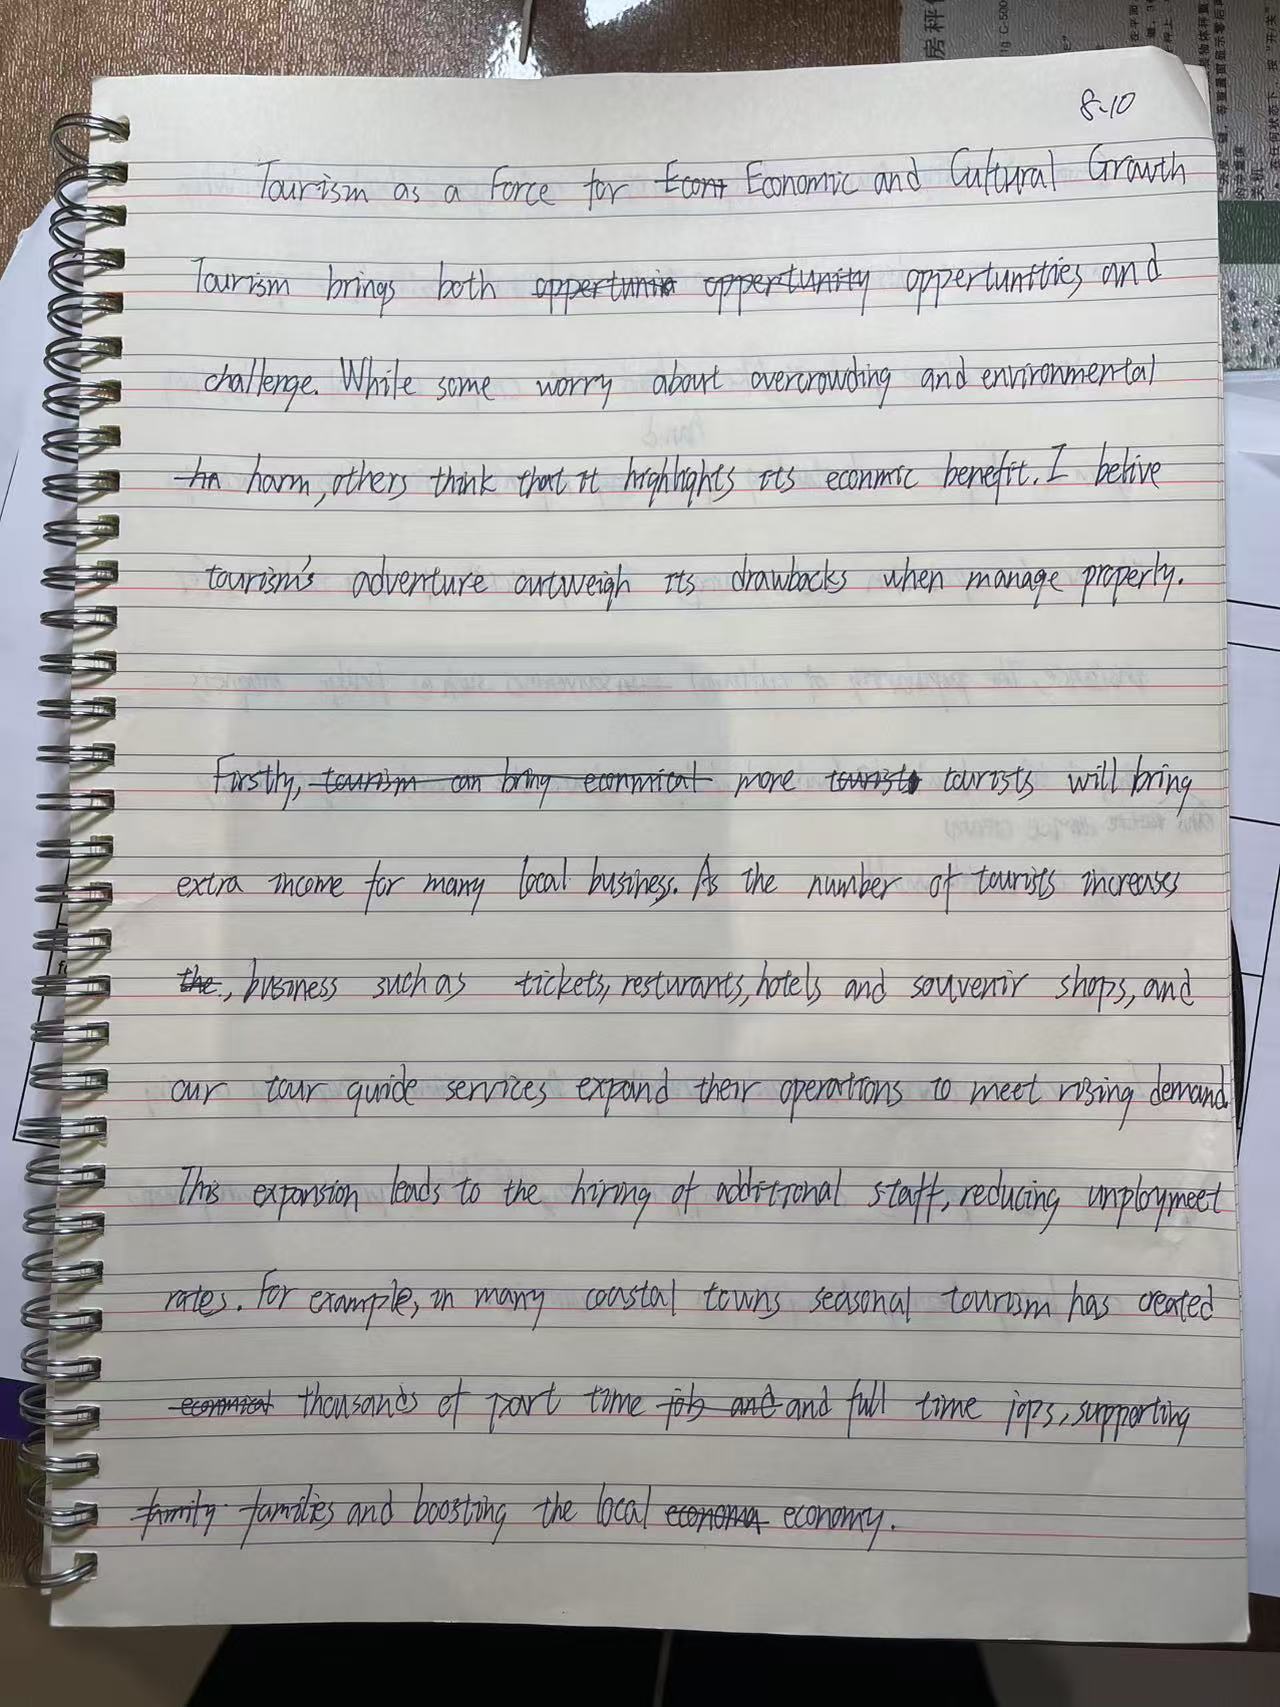 8.10
Tourism as a Force for Econ Economic and Cultural Growth
Tourism brings both oppertunia oppertunity oppertunities and
challenge. While some worry about overcrowding and environmental
ha harm, others think that it highlights its econmic benefit. I belive
tourism's adventure outweigh its drawbacks when manage properly.
Firstly, tourism can bring econmical more tourist tourists will bring
extra income for many local business. As the number of tourists increases
the, business such as tickets, resturants, hotels and souvenir shops, and
our tour guide services expand their operations to meet rising demand.
This expansion leads to the hiring of additional staff, reducing unploymeet
rates. For example, in many coastal towns seasonal tourism has created
economical thousands of part time job and and full time jops, supporting
family families and boosting the local economa economy.